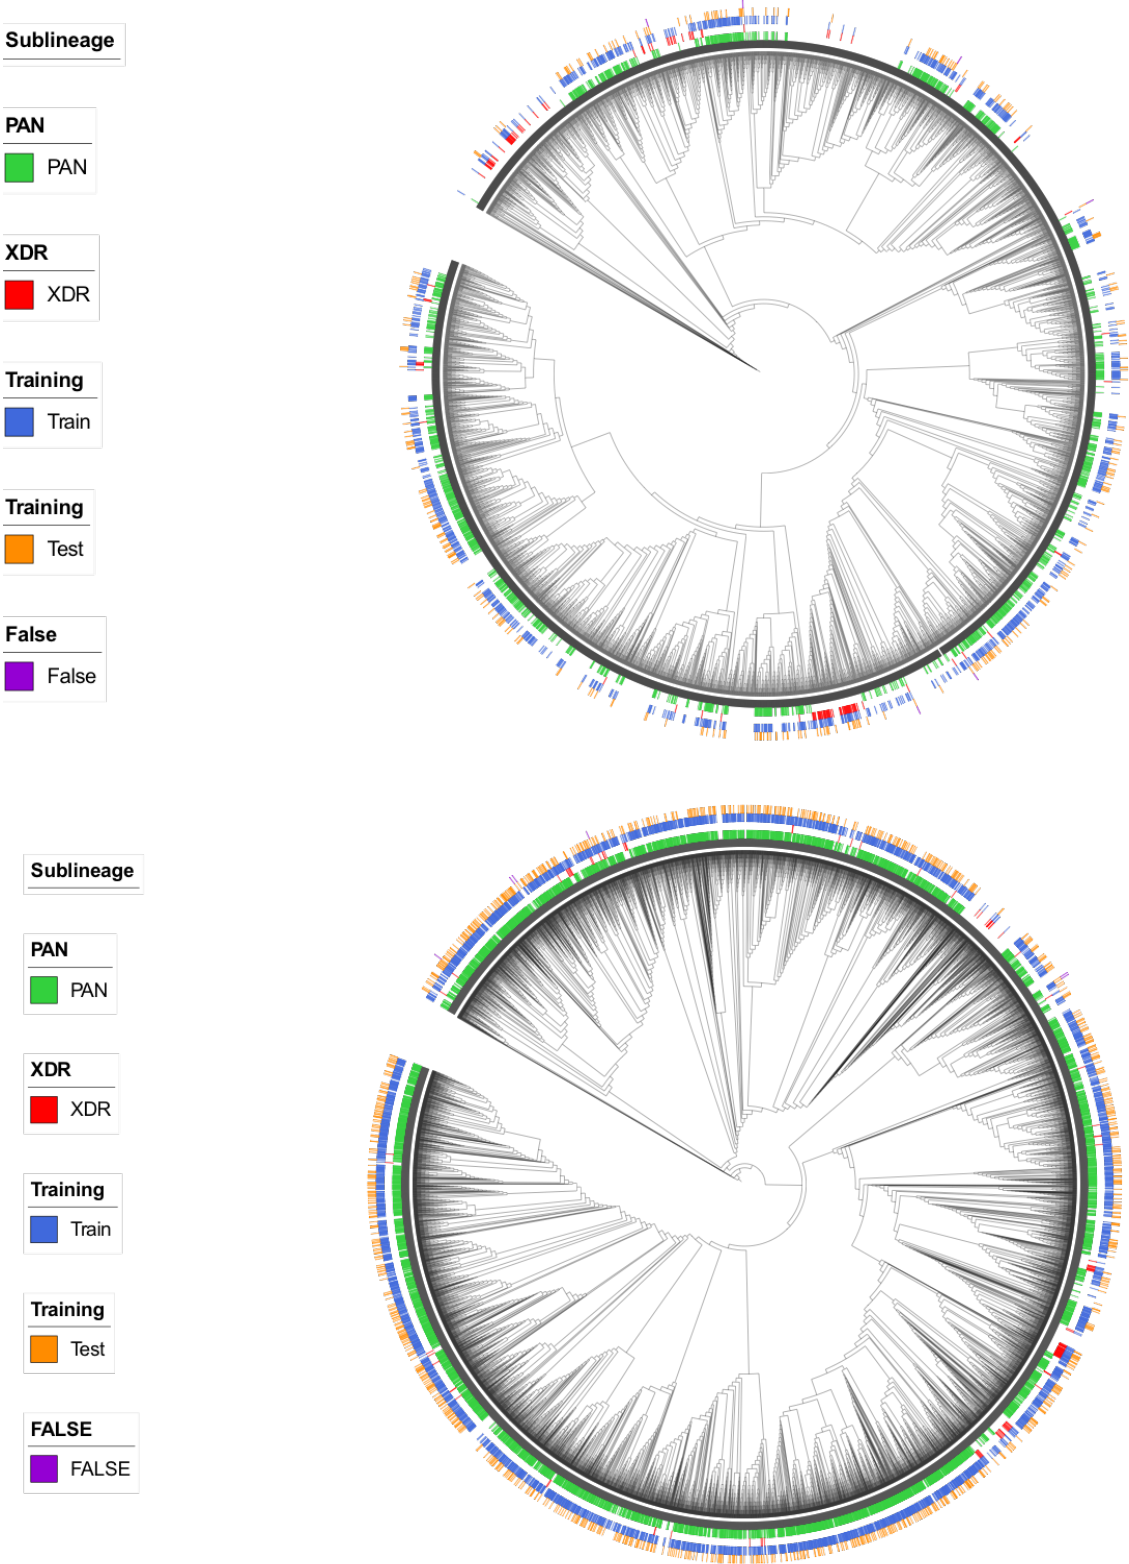 Sublineage
PAN
PAN
XDR
XDR
Training
Train
Training
Test
False
False
Sublineage
PAN
PAN
XDR
XDR
Training
Train
Training
Test
FALSE
FALSE